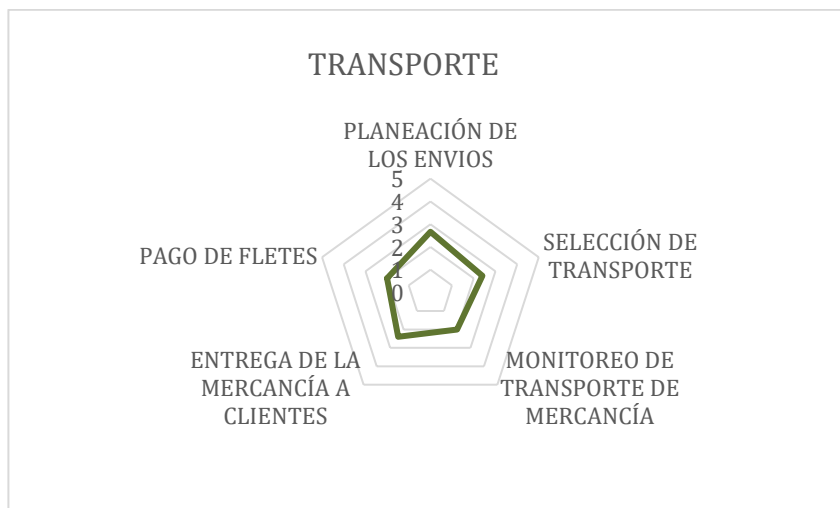 TRANSPORTE
PLANEACIÓN DE
LOS ENVIOS
5
4
3
2
1
0
SELECCIÓN DE
TRANSPORTE
MONITOREO DE
TRANSPORTE DE
MERCANCÍA
ENTREGA DE LA
MERCANCÍA A
CLIENTES
PAGO DE FLETES